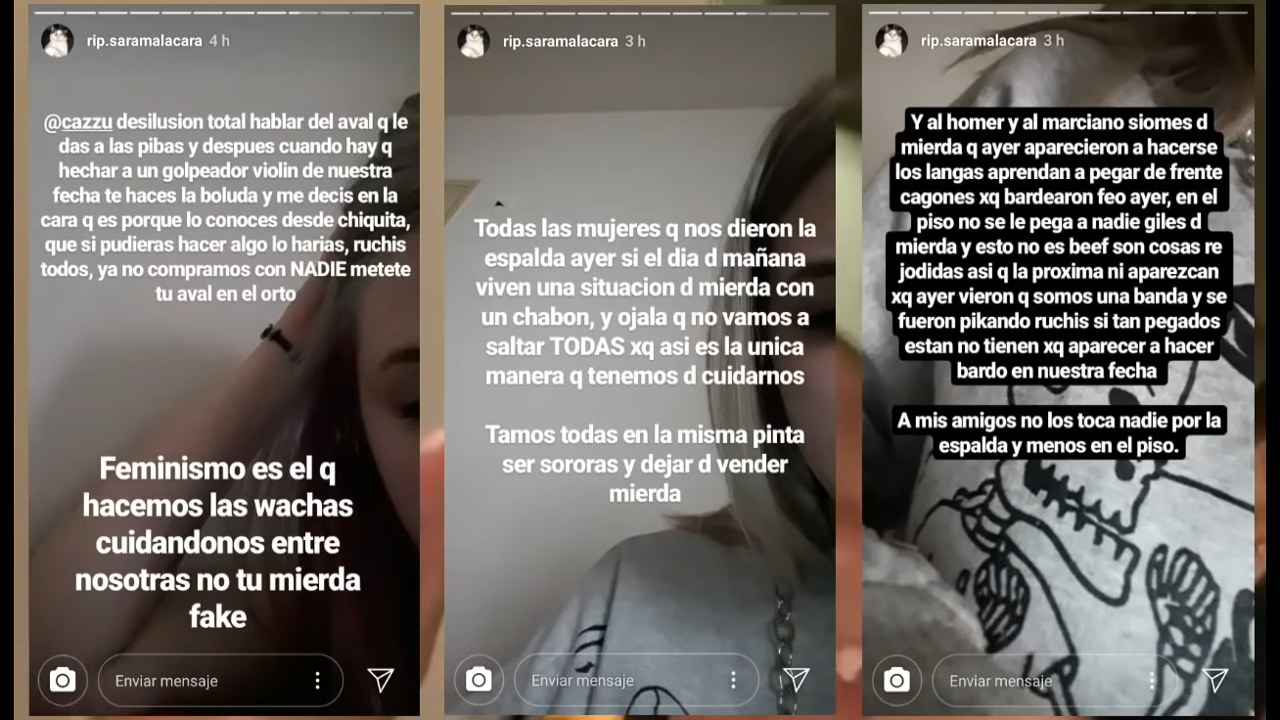 rip.saramalacara 4 h
@cazzu desilusion total hablar del aval q le
das a las pibas y despues cuando hay q
hechar a un golpeador violin de nuestra
fecha te haces la boluda y me decis en la
cara q es porque lo conoces desde chiquita,
que si pudieras hacer algo lo harias, ruchis
todos, ya no compramos con NADIE metete
tu aval en el orto
Feminismo es el q
hacemos las wachas
cuidandonos entre
nosotras no tu mierda
fake
Enviar mensaje
rip.saramalacara 3 h
Todas las mujeres q nos dieron la
espalda ayer si el dia d mañana
viven una situacion d mierda con
un chabon, y ojala q no vamos a
saltar TODAS xq asi es la unica
manera q tenemos d cuidarnos
Tamos todas en la misma pinta
ser sororas y dejar d vender
mierda
Enviar mensaje
rip.saramalacara 3 h
Y al homer y al marciano siomes d
mierda q ayer aparecieron a hacerse
los langas aprendan a pegar de frente
cagones xq bardearon feo ayer, en el
piso no se le pega a nadie giles d
mierda y esto no es beef son cosas re
jodidas asi q la proxima ni aparezcan
xq ayer vieron q somos una banda y se
fueron pikando ruchis si tan pegados
estan no tienen xq aparecer a hacer
bardo en nuestra fecha
A mis amigos no los toca nadie por la
espalda y menos en el piso.
Enviar mensaje